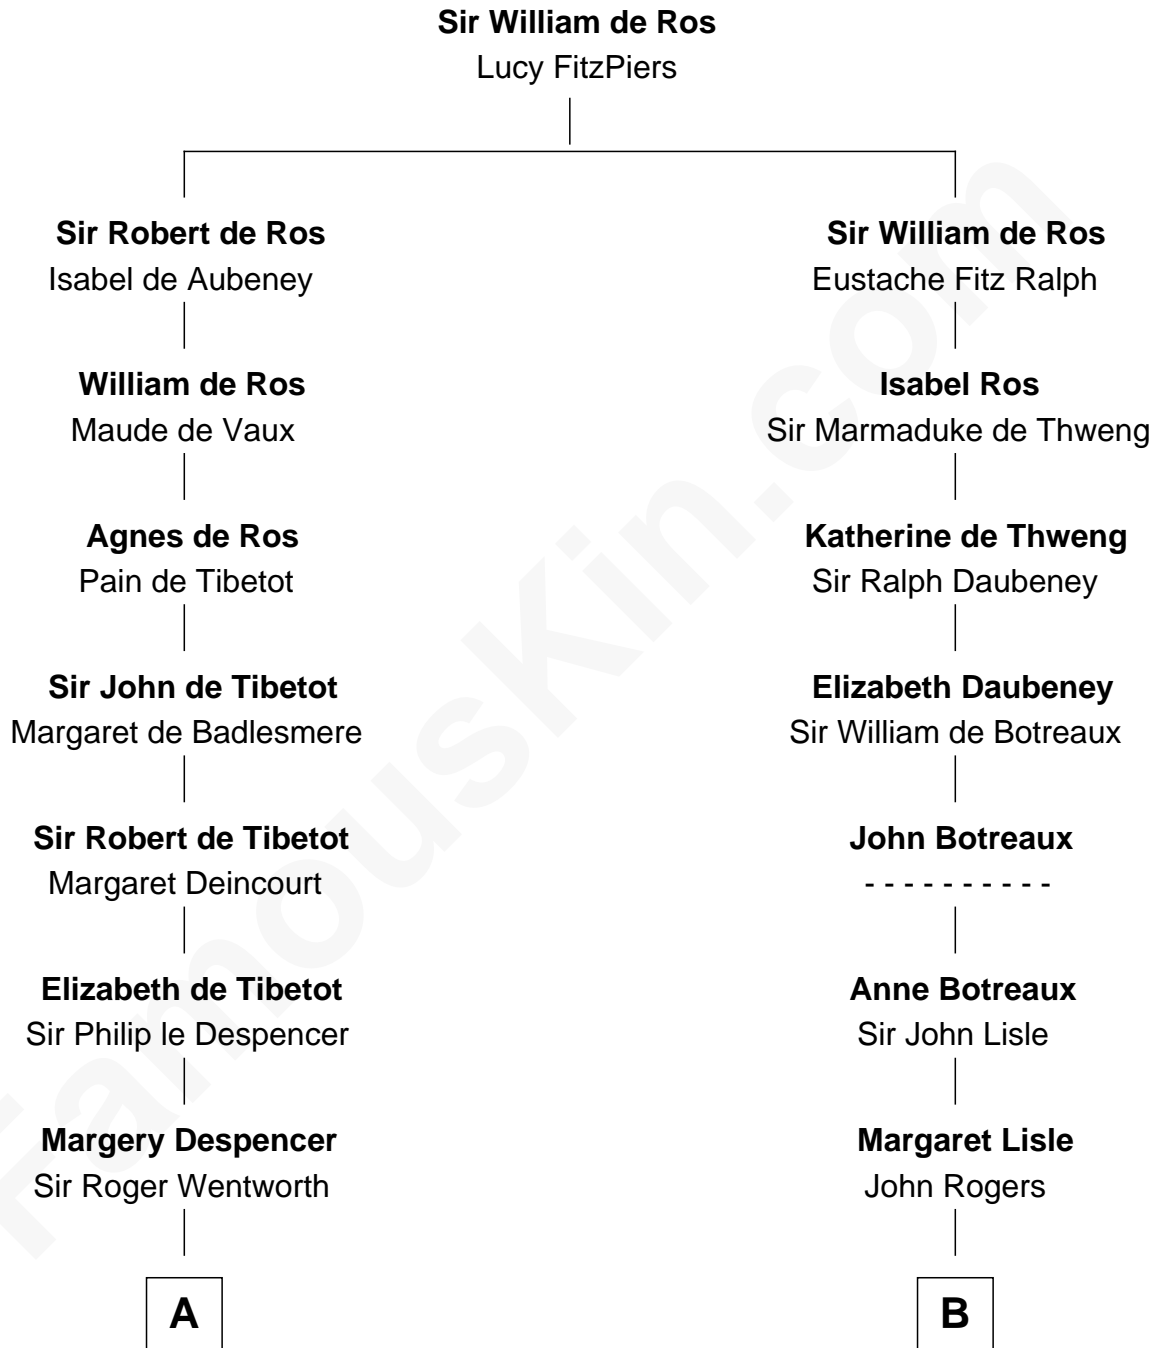 Sir William de Ros
Lucy FitzPiers
Sir Robert de Ros
Isabel de Aubeney
Sir William de Ros
Eustache Fitz Ralph
William de Ros
Maude de Vaux
Isabel Ros
Sir Marmaduke de Thweng
Agnes de Ros
Pain de Tibetot
Katherine de Thweng
Sir Ralph Daubeney
Sir John de Tibetot
Margaret de Badlesmere
Elizabeth Daubeney
Sir William de Botreaux
Sir Robert de Tibetot
Margaret Deincourt
John Botreaux
- - - - - - - - - -
Elizabeth de Tibetot
Sir Philip le Despencer
Anne Botreaux
Sir John Lisle
Margery Despencer
Sir Roger Wentworth
Margaret Lisle
John Rogers
A
B
FamousKin.com